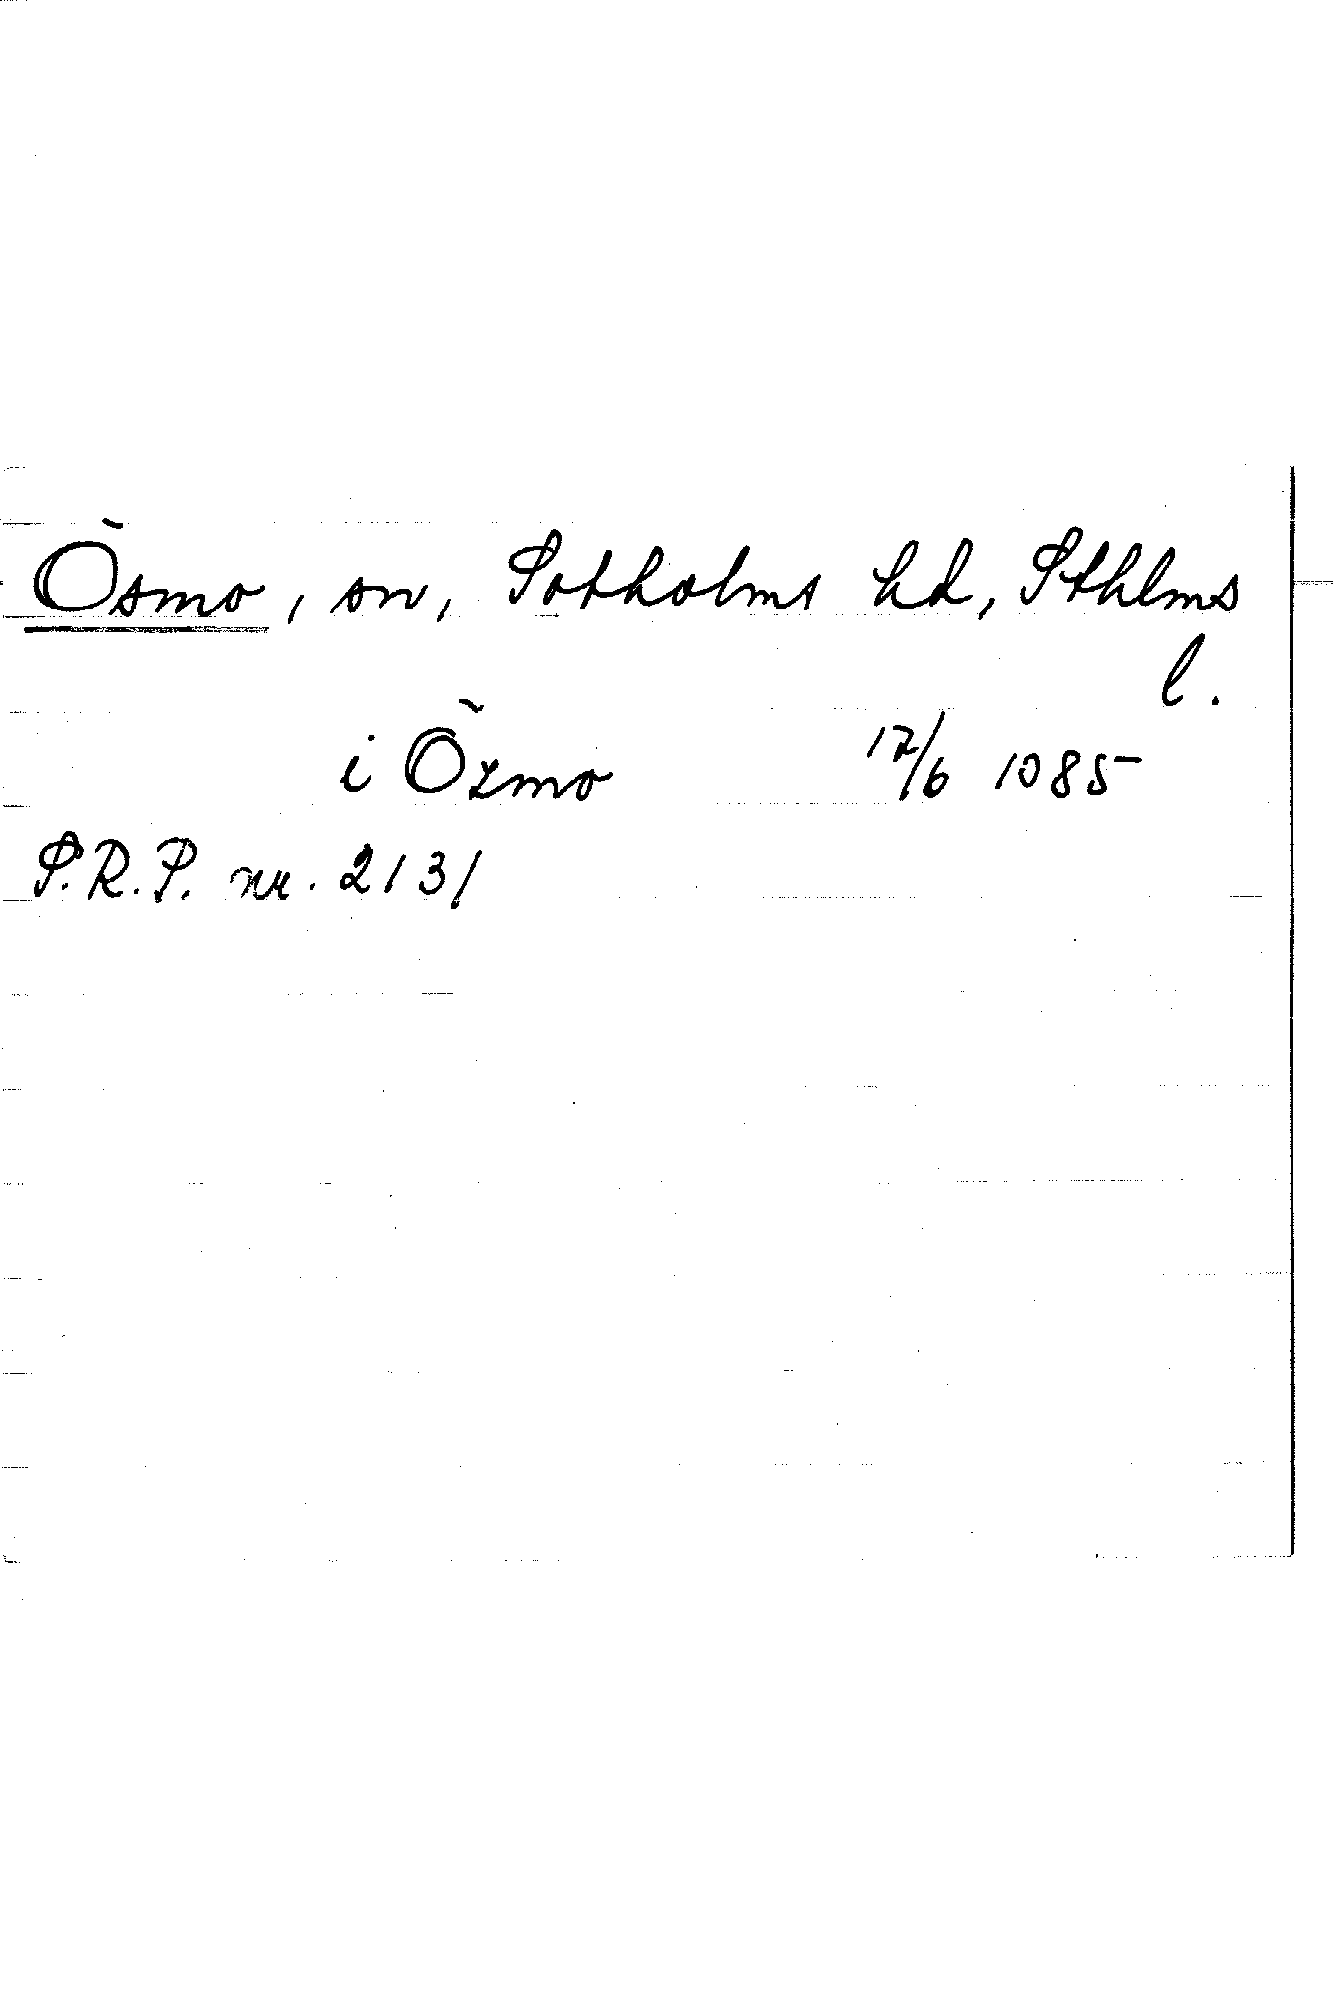 Ösmo, sn, Sotholms hd, Sthlms
l.
i Özmo 17/6 1085
S.R.P. nr. 2131